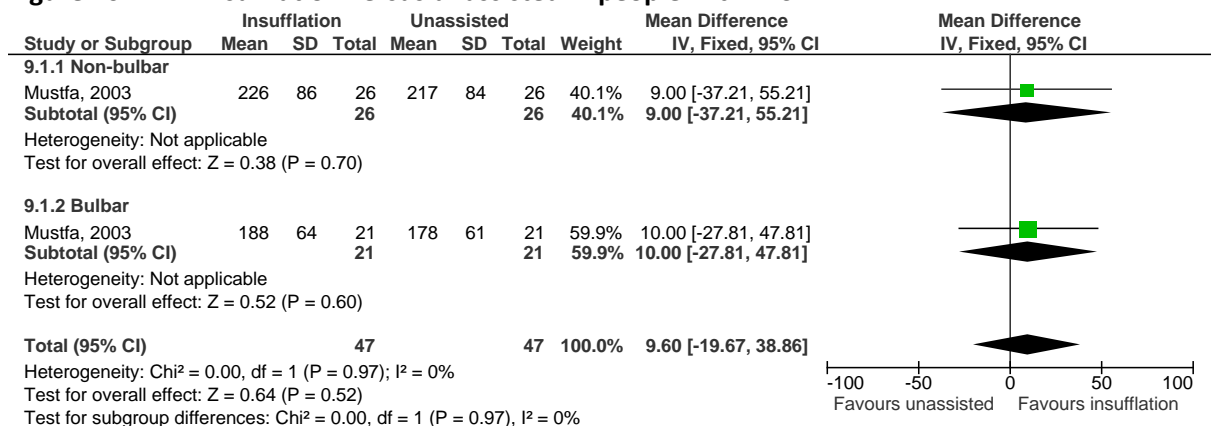 Insufflation Unassisted Mean Difference Mean Difference
Study or Subgroup Mean SD Total Mean SD Total Weight IV, Fixed, 95% CI IV, Fixed, 95% CI
9.1.1 Non-bulbar
Mustfa, 2003 226 86 26 217 84 26 40.1% 9.00 [-37.21, 55.21]
Subtotal (95% CI) 26 26 40.1% 9.00 [-37.21, 55.21]
Heterogeneity: Not applicable
Test for overall effect: Z = 0.38 (P = 0.70)
9.1.2 Bulbar
Mustfa, 2003 188 64 21 178 61 21 59.9% 10.00 [-27.81, 47.81]
Subtotal (95% CI) 21 21 59.9% 10.00 [-27.81, 47.81]
Heterogeneity: Not applicable
Test for overall effect: Z = 0.52 (P = 0.60)
Total (95% CI) 47 47 100.0% 9.60 [-19.67, 38.86]
Heterogeneity: Chi² = 0.00, df = 1 (P = 0.97); I² = 0%
Test for overall effect: Z = 0.64 (P = 0.52)
Test for subgroup differences: Chi² = 0.00, df = 1 (P = 0.97), I² = 0%
-100 -50 0 50 100
Favours unassisted Favours insufflation